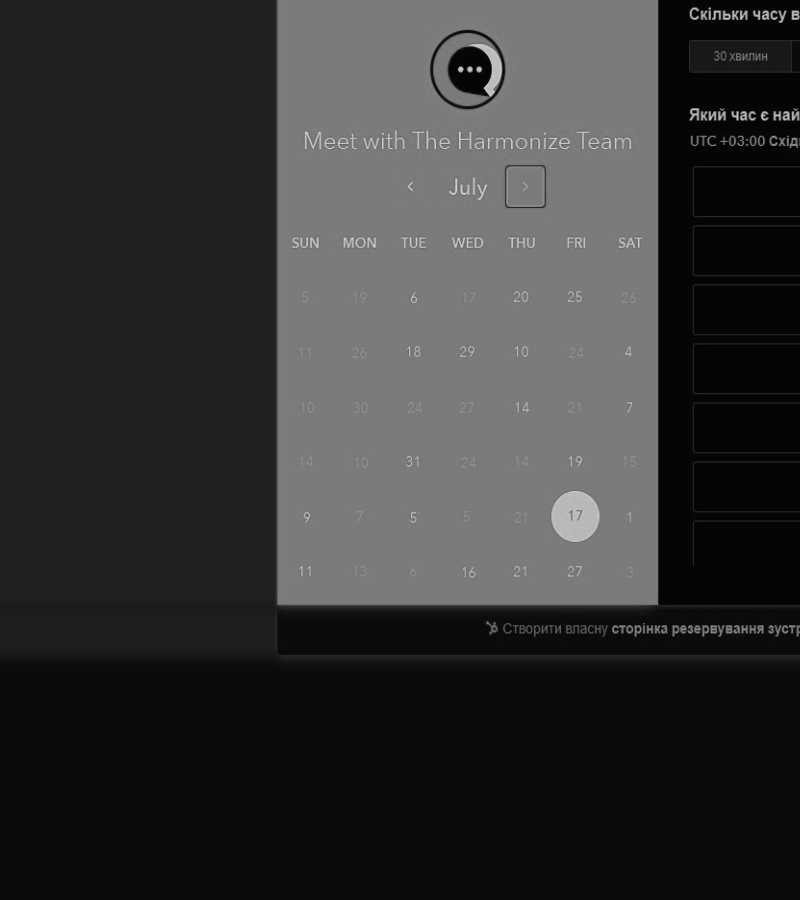 Скільки часу в
30 хвилин
Який час є най
UTC +03:00 Схід
Meet with The Harmonize Team
July
SUN MON TUE WED THU FRI SAT
5 19 6 17 20 25 26
11 26 18 29 10 24 4
10 30 24 27 14 21 7
14 10 31 24 14 19 15
9 7 5 5 21 17 1
11 13 6 16 21 27 3
Створити власну сторінка резервування зустр